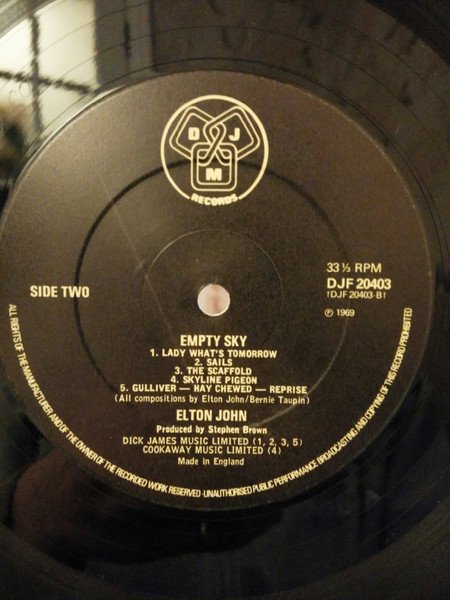 D J
M
RECORDS
SIDE TWO
33 ⅓ RPM
DJF 20403
(DJF 20403 B)
℗ 1969
EMPTY SKY
1. LADY WHAT'S TOMORROW
2. SAILS
3. THE SCAFFOLD
4. SKYLINE PIGEON
5. GULLIVER — HAY CHEWED — REPRISE
(All compositions by Elton John/Bernie Taupin)
ELTON JOHN
Produced by Stephen Brown
DICK JAMES MUSIC LIMITED (1, 2, 3, 5)
COOKAWAY MUSIC LIMITED (4)
Made in England
ALL RIGHTS OF THE MANUFACTURER AND OF THE OWNER OF THE RECORDED WORK RESERVED · UNAUTHORISED PUBLIC PERFORMANCE BROADCASTING AND COPYING OF THIS RECORD PROHIBITED